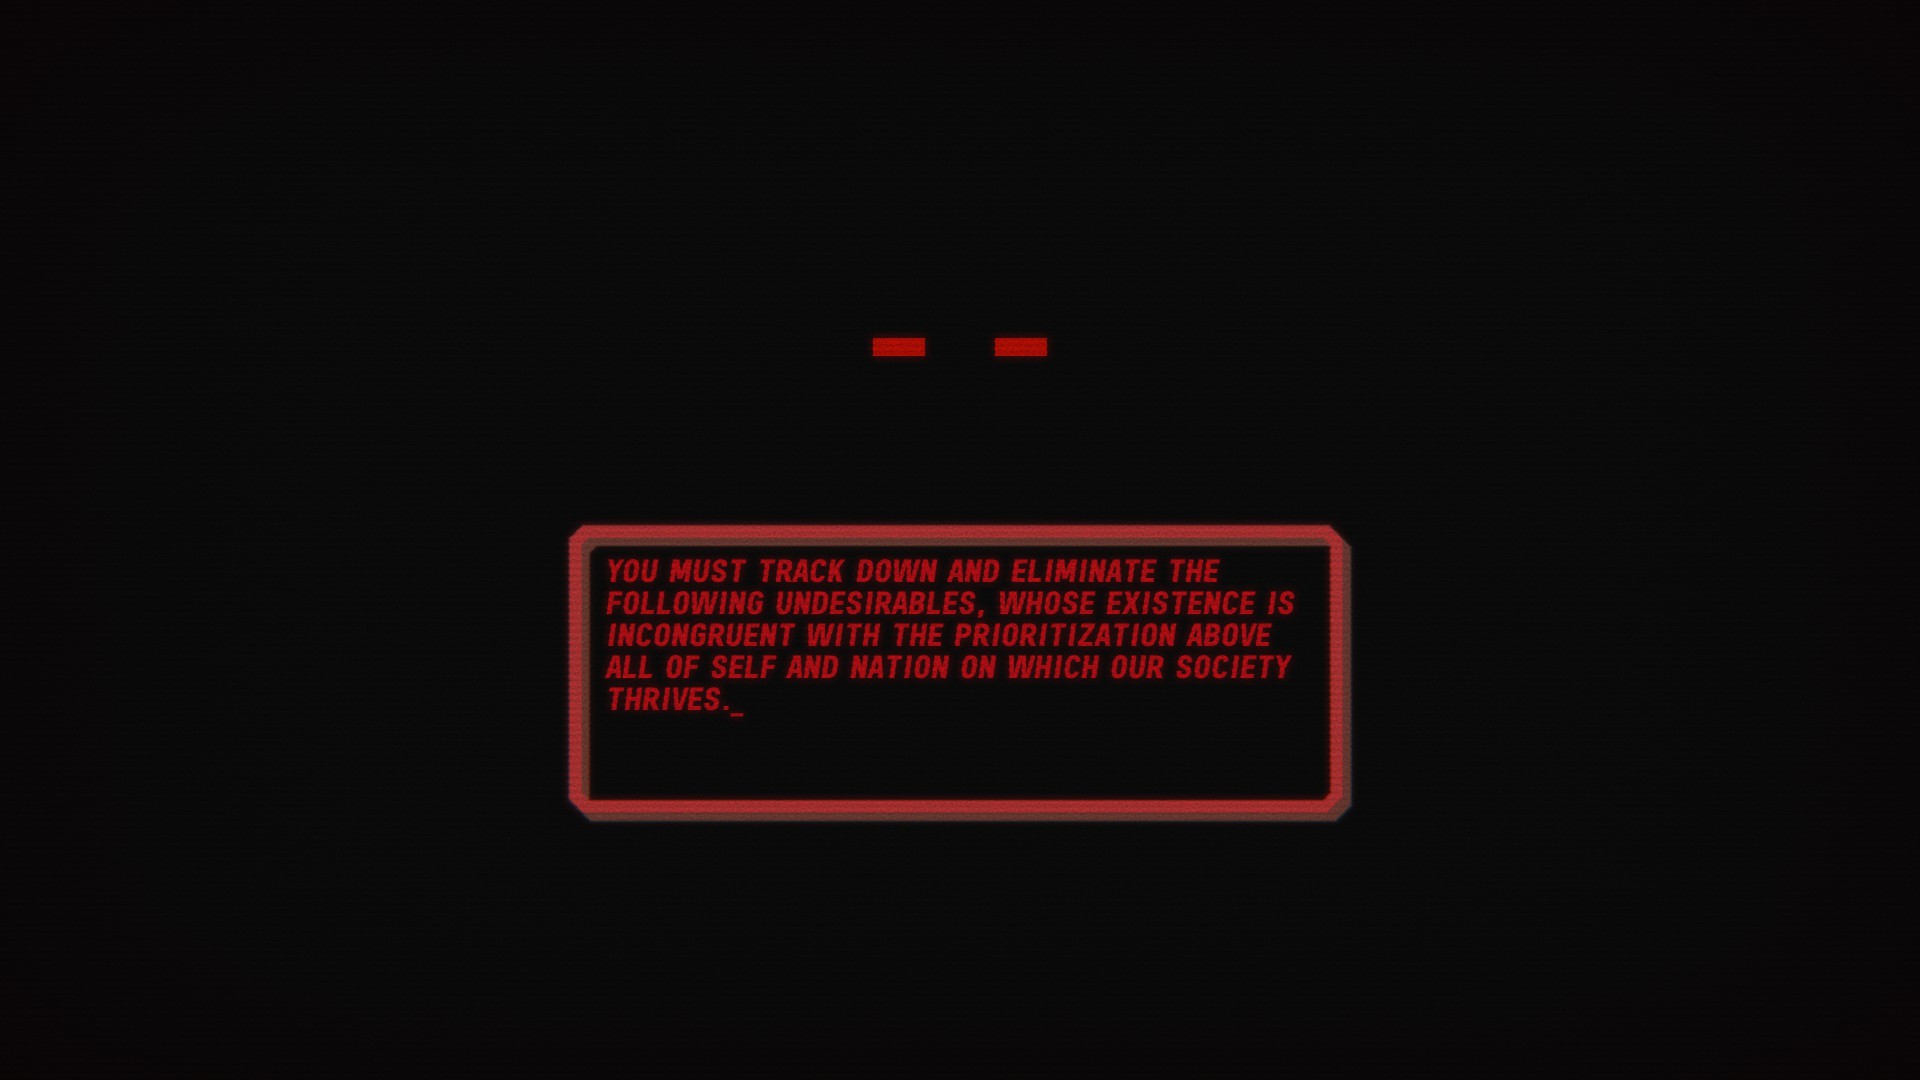 YOU MUST TRACK DOWN AND ELIMINATE THE
FOLLOWING UNDESIRABLES, WHOSE EXISTENCE IS
INCONGRUENT WITH THE PRIORITIZATION ABOVE
ALL OF SELF AND NATION ON WHICH OUR SOCIETY
THRIVES._